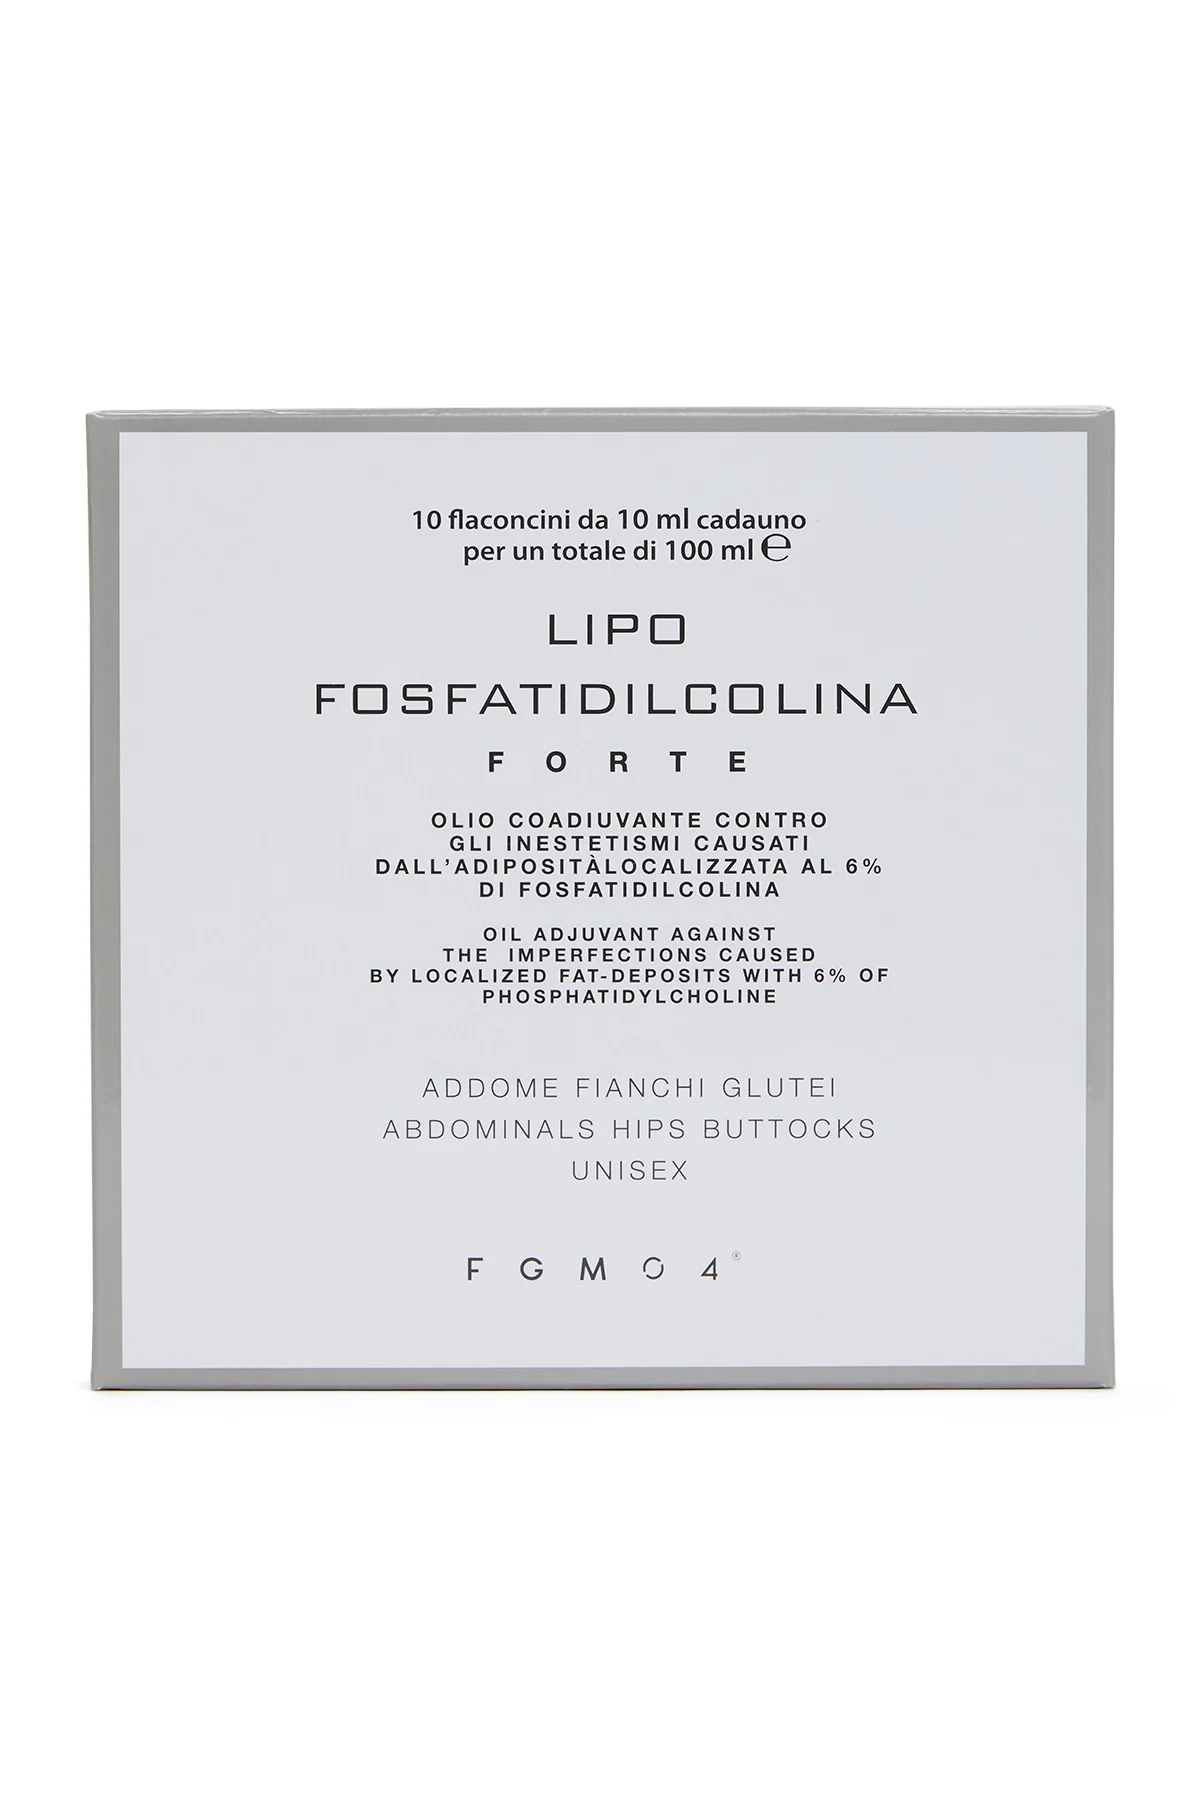 10 flaconcini da 10 ml cadauno
per un totale di 100 ml ℮
LIPO
FOSFATIDILCOLINA
FORTE
OLIO COADIUVANTE CONTRO
GLI INESTETISMI CAUSATI
DALL'ADIPOSITÀLOCALIZZATA AL 6%
DI FOSFATIDILCOLINA
OIL ADJUVANT AGAINST
THE IMPERFECTIONS CAUSED
BY LOCALIZED FAT-DEPOSITS WITH 6% OF
PHOSPHATIDYLCHOLINE
ADDOME FIANCHI GLUTEI
ABDOMINALS HIPS BUTTOCKS
UNISEX
FGM04®